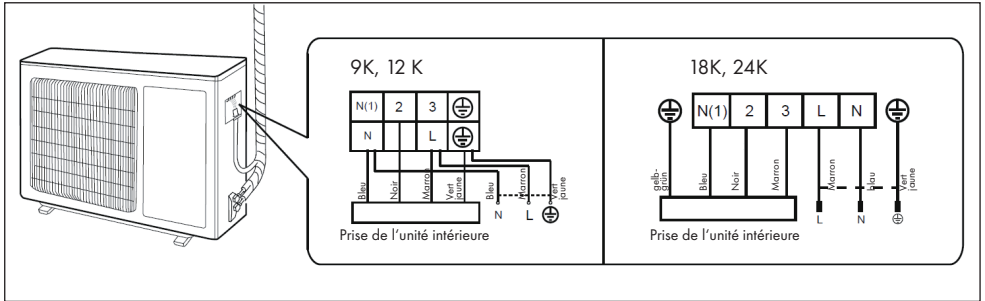 9K, 12 K
N(1) 2 3
N L
Bleu
Noir
Marron
Vert
jaune
Bleu
Marron
Vert
jaune
N L
Prise de l’unité intérieure
18K, 24K
N(1) 2 3 L N
gelb-
grün
Bleu
Noir
Marron
Marron
blau
Vert
jaune
L N
Prise de l’unité intérieure